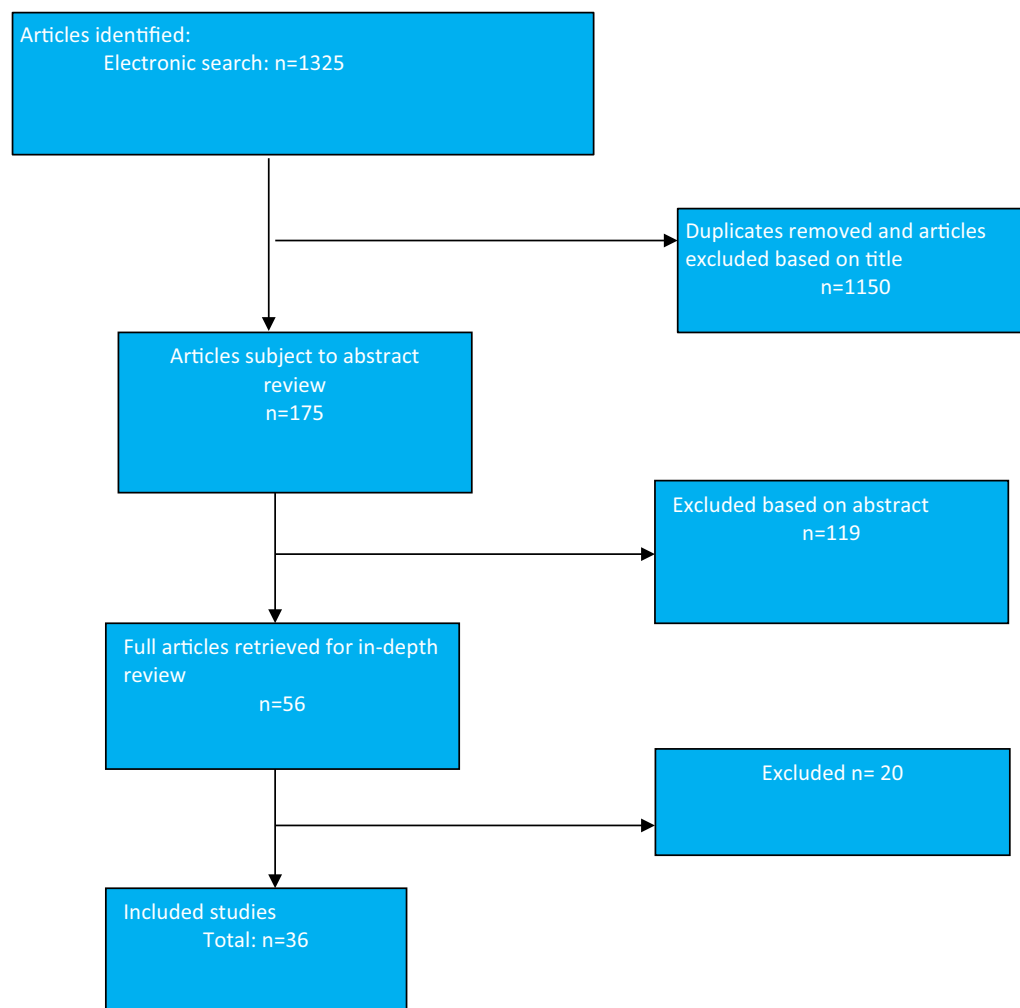 Articles identified:
Electronic search: n=1325
Duplicates removed and articles
excluded based on title
n=1150
Articles subject to abstract
review
n=175
Excluded based on abstract
n=119
Full articles retrieved for in-depth
review
n=56
Excluded n= 20
Included studies
Total: n=36